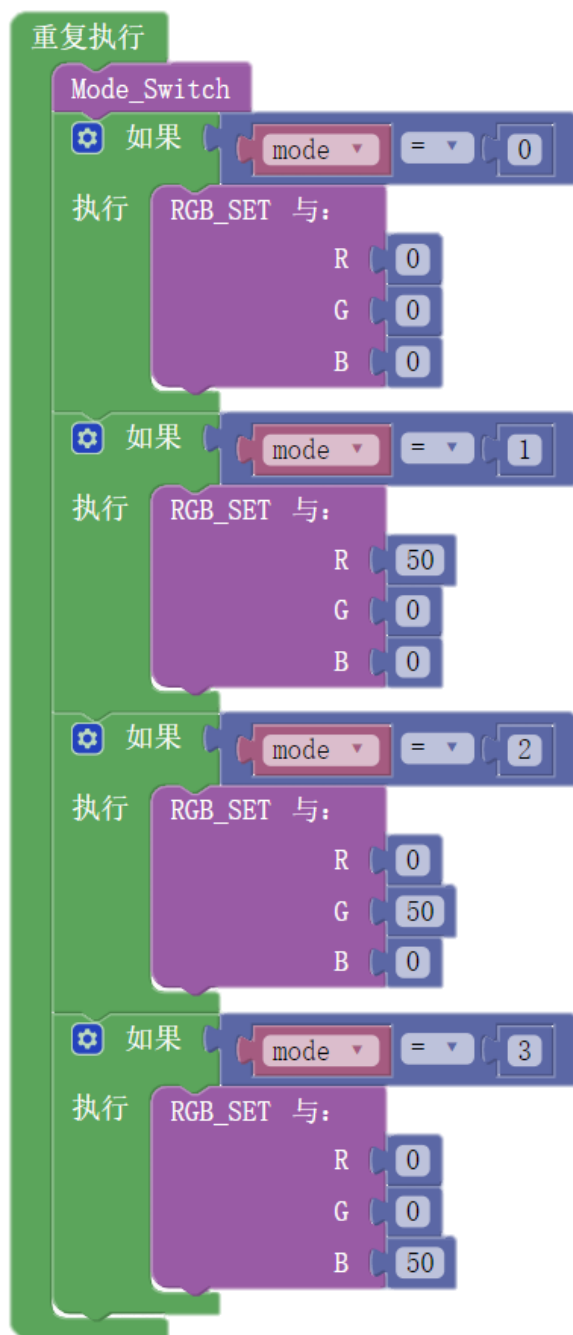 重复执行
Mode_Switch
如果 mode = 0
执行 RGB_SET 与:
R 0
G 0
B 0
如果 mode = 1
执行 RGB_SET 与:
R 50
G 0
B 0
如果 mode = 2
执行 RGB_SET 与:
R 0
G 50
B 0
如果 mode = 3
执行 RGB_SET 与:
R 0
G 0
B 50